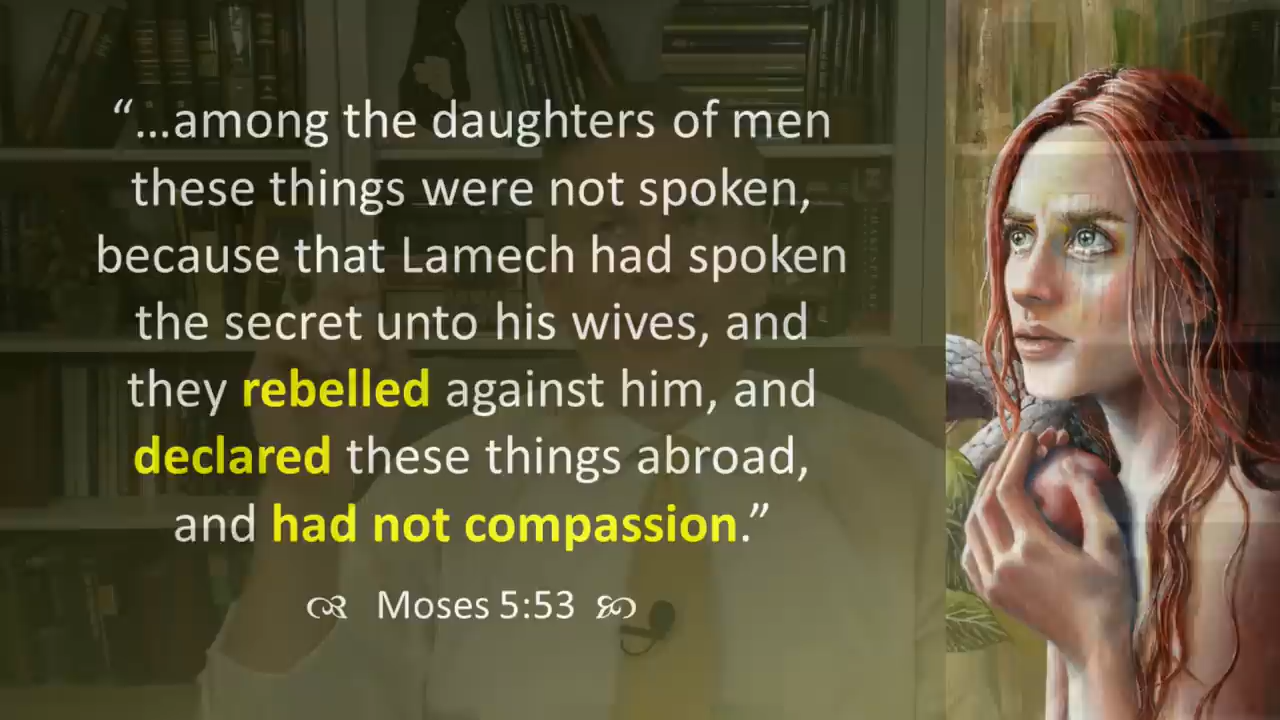 “...among the daughters of men
these things were not spoken,
because that Lamech had spoken
the secret unto his wives, and
they rebelled against him, and
declared these things abroad,
and had not compassion.”
Moses 5:53